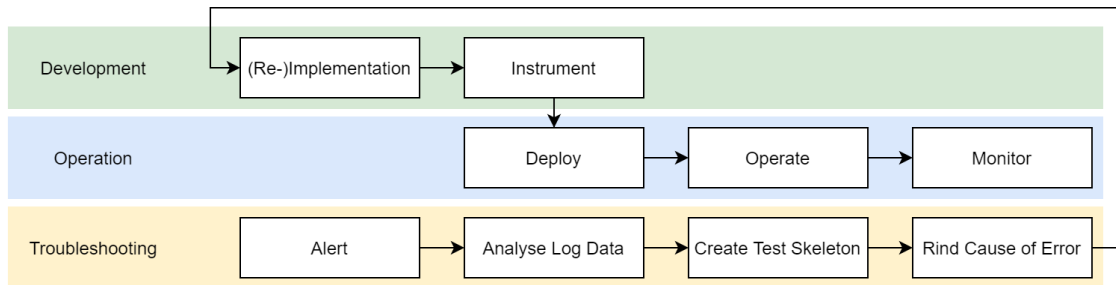 Development
(Re-)Implementation
Instrument
Operation
Deploy
Operate
Monitor
Troubleshooting
Alert
Analyse Log Data
Create Test Skeleton
Rind Cause of Error